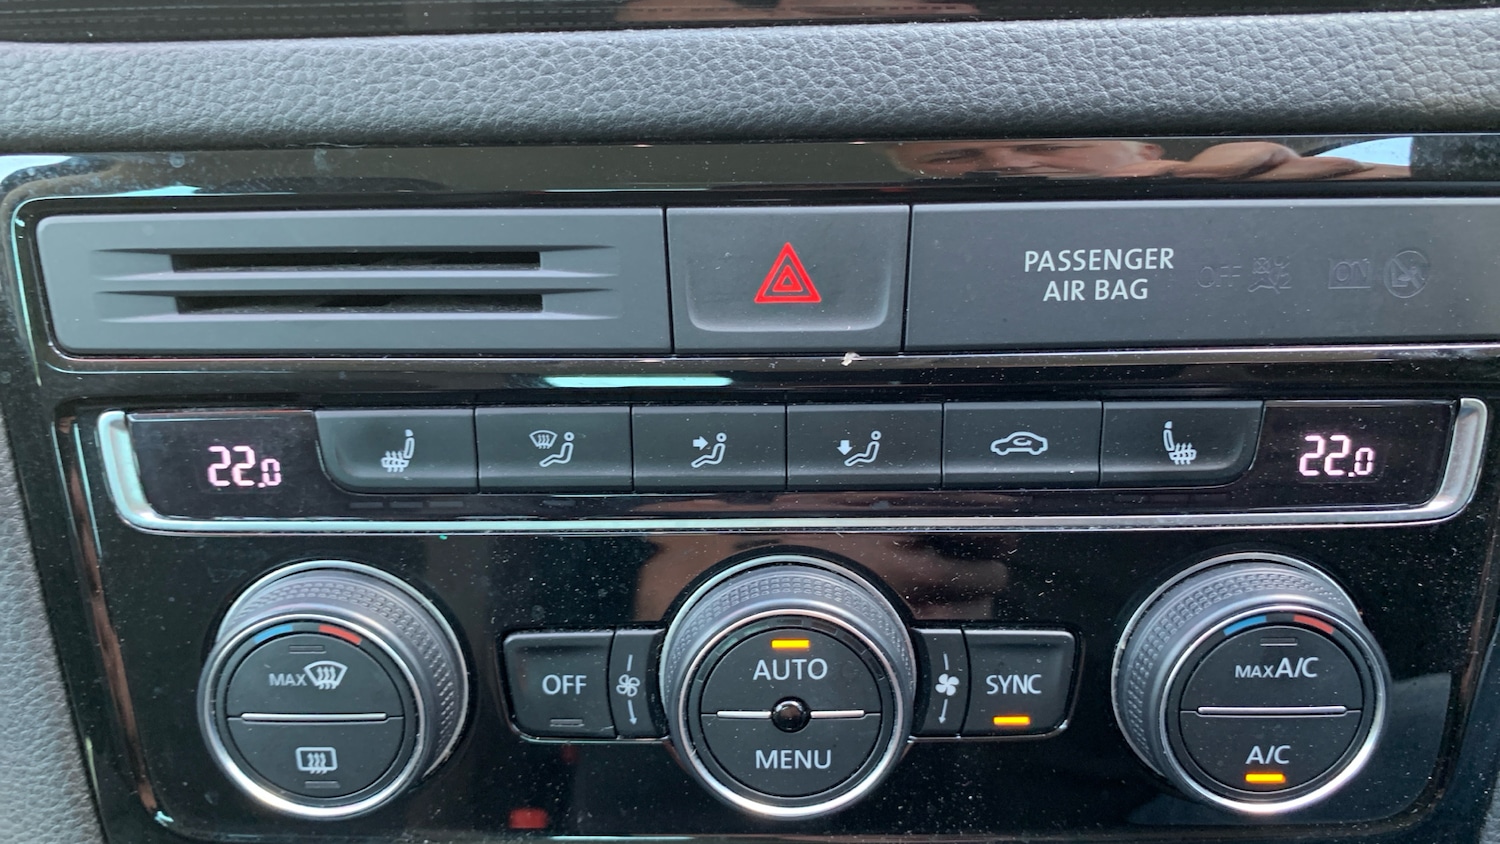 PASSENGER
AIR BAG
OFF
ON
22.0
22.0
MAX
OFF
AUTO
MENU
SYNC
MAX A/C
A/C